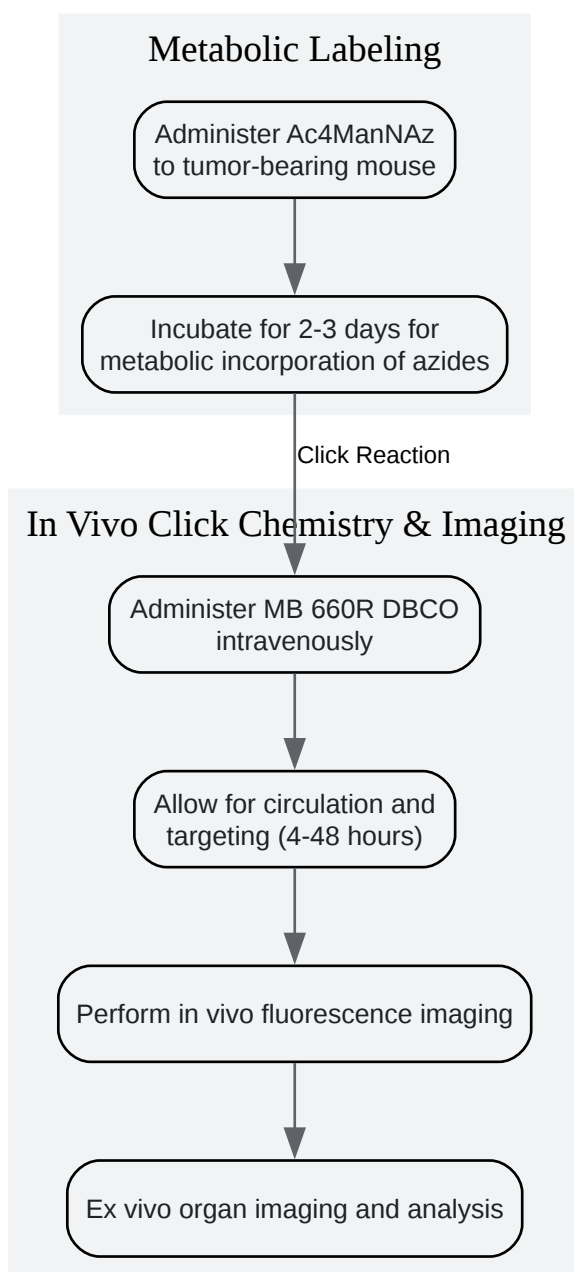 Metabolic Labeling
Administer Ac4ManNAz
to tumor-bearing mouse
Incubate for 2-3 days for
metabolic incorporation of azides
Click Reaction
In Vivo Click Chemistry & Imaging
Administer MB 660R DBCO
intravenously
Allow for circulation and
targeting (4-48 hours)
Perform in vivo fluorescence imaging
Ex vivo organ imaging and analysis